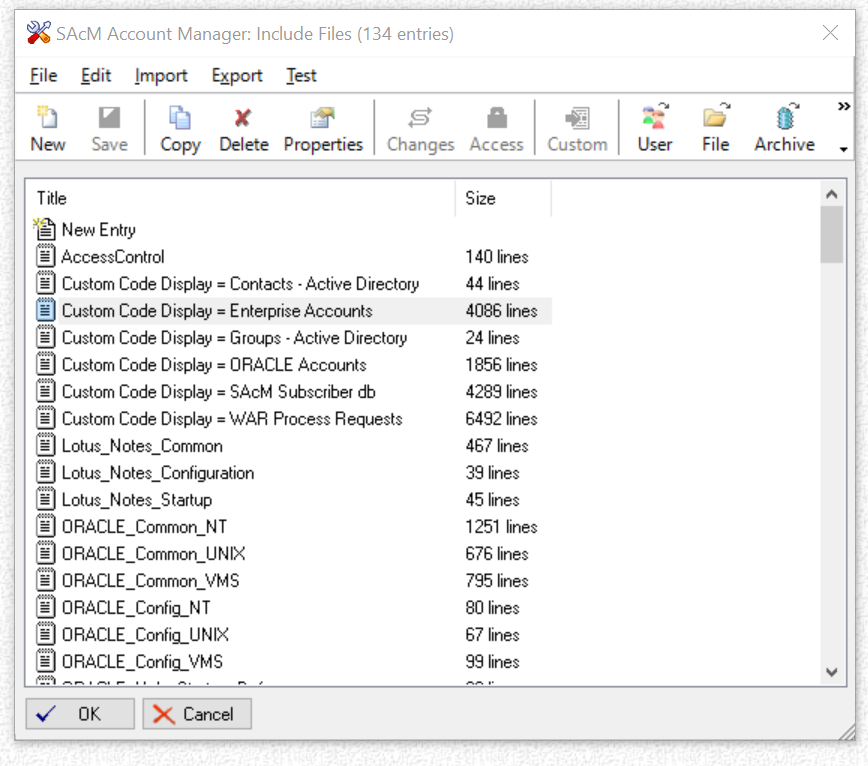 SAcM Account Manager: Include Files (134 entries)
File Edit Import Export Test
New Save Copy Delete Properties Changes Access Custom User File Archive
Title Size
New Entry
AccessControl 140 lines
Custom Code Display = Contacts - Active Directory 44 lines
Custom Code Display = Enterprise Accounts 4086 lines
Custom Code Display = Groups - Active Directory 24 lines
Custom Code Display = ORACLE Accounts 1856 lines
Custom Code Display = SAcM Subscriber db 4289 lines
Custom Code Display = WAR Process Requests 6492 lines
Lotus_Notes_Common 467 lines
Lotus_Notes_Configuration 39 lines
Lotus_Notes_Startup 45 lines
ORACLE_Common_NT 1251 lines
ORACLE_Common_UNIX 676 lines
ORACLE_Common_VMS 795 lines
ORACLE_Config_NT 80 lines
ORACLE_Config_UNIX 67 lines
ORACLE_Config_VMS 99 lines
OK Cancel